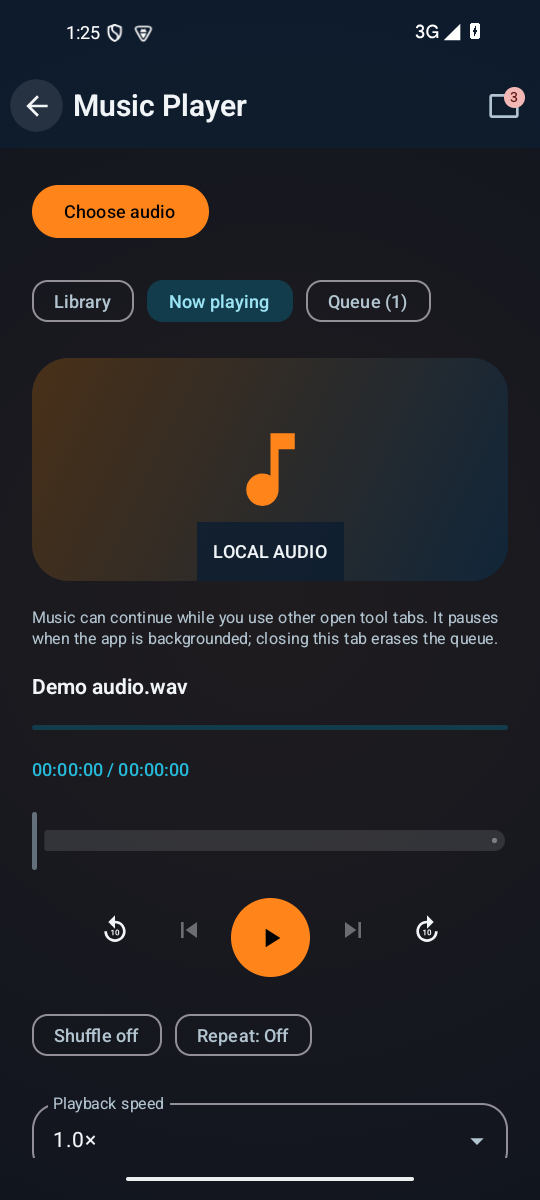 1:25
3G
Music Player
3
Choose audio
Library
Now playing
Queue (1)
LOCAL AUDIO
Music can continue while you use other open tool tabs. It pauses
when the app is backgrounded; closing this tab erases the queue.
Demo audio.wav
00:00:00 / 00:00:00
10
10
Shuffle off
Repeat: Off
Playback speed
1.0×